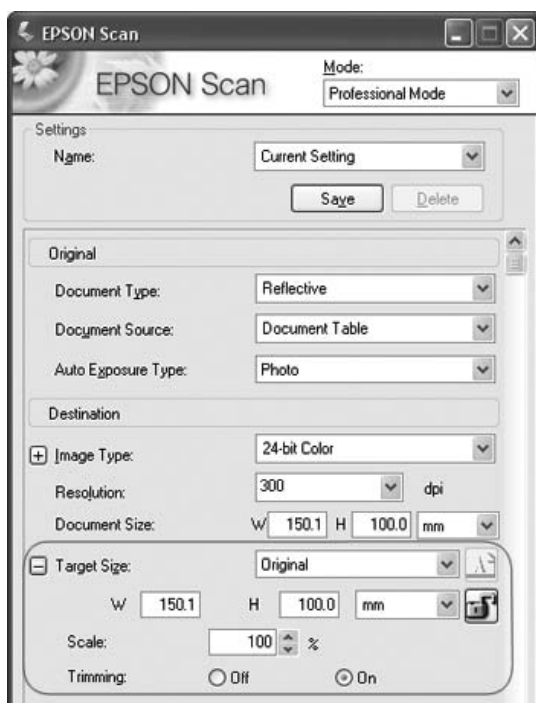 EPSON Scan
EPSON Scan
Mode:
Professional Mode
Settings
Name: Current Setting
Save Delete
Original
Document Type: Reflective
Document Source: Document Table
Auto Exposure Type: Photo
Destination
Image Type: 24-bit Color
Resolution: 300 dpi
Document Size: W 150.1 H 100.0 mm
Target Size: Original
W 150.1 H 100.0 mm
Scale: 100 %
Trimming: Off On